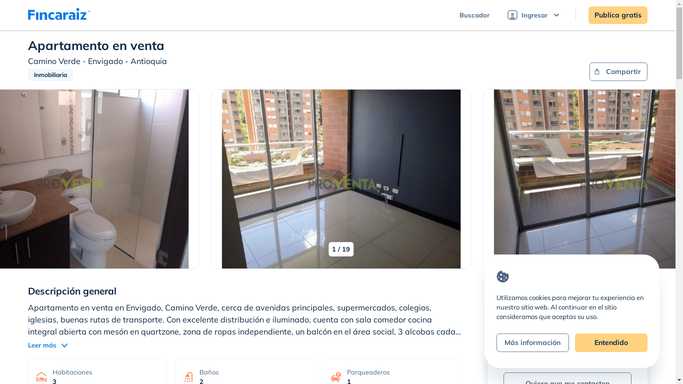 Fincaraiz
Buscador
Ingresar
Publica gratis
Apartamento en venta
Camino Verde - Envigado - Antioquia
Inmobiliaria
Compartir
PROVENTA
PROVENTA
PROVENTA
1 / 19
Descripción general
Apartamento en venta en Envigado, Camino Verde, cerca de avenidas principales, supermercados, colegios,
iglesias, buenas rutas de transporte. Con excelente distribución e iluminado, cuenta con sala comedor cocina
integral abierta con mesón en quartzone, zona de ropas independiente, un balcón en el área social, 3 alcobas cada...
Leer más
Habitaciones
3
Baños
2
Parqueaderos
1
Utilizamos cookies para mejorar tu experiencia en
nuestro sitio web. Al continuar en el sitio
consideramos que aceptas su uso.
Más información
Entendido
Quiero que me contacten